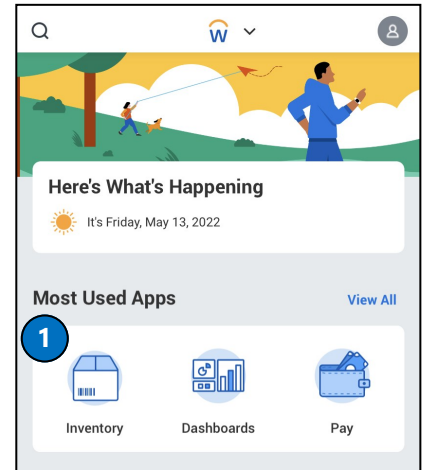 W
Here's What's Happening
It's Friday, May 13, 2022
Most Used Apps View All
1
Inventory Dashboards Pay